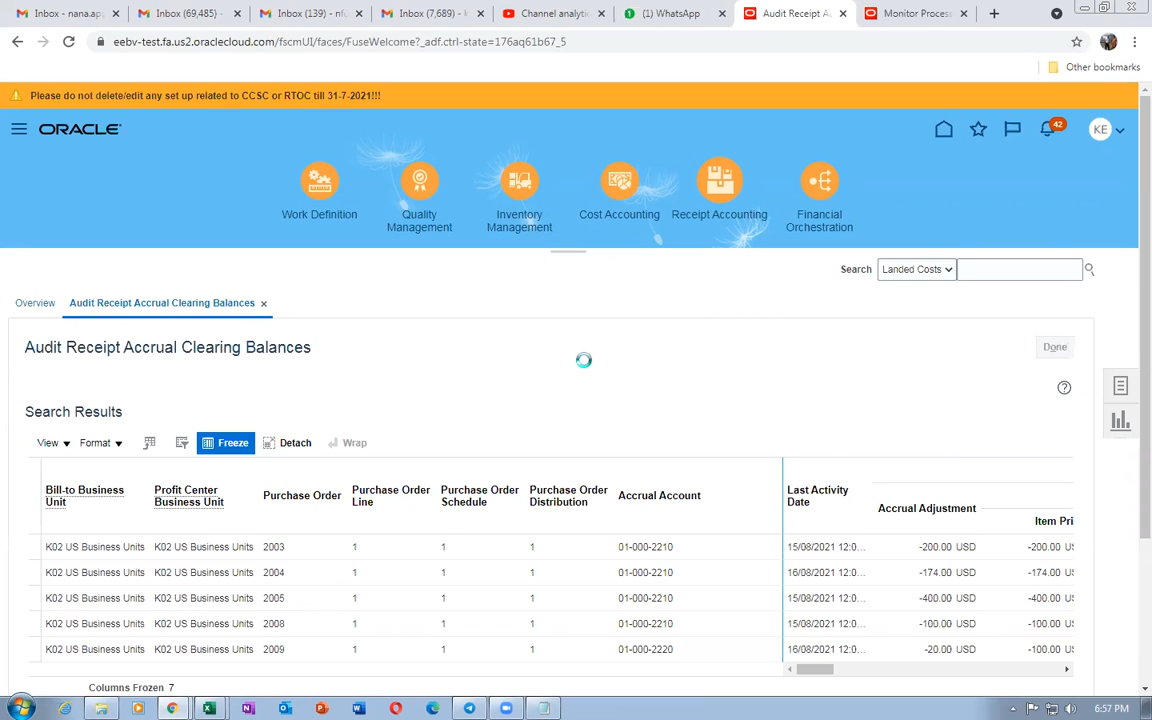 Inbox - nana.ap
Inbox (69,485) -
Inbox (139) - nfu
Inbox (7,689) - k
Channel analytic
(1) WhatsApp
Audit Receipt Ac
Monitor Process
eebv-test.fa.us2.oraclecloud.com/fscmUI/faces/FuseWelcome?_adf.ctrl-state=176aq61b67_5
Other bookmarks
Please do not delete/edit any set up related to CCSC or RTOC till 31-7-2021!!!
ORACLE
42
KE
Work Definition
Quality
Management
Inventory
Management
Cost Accounting
Receipt Accounting
Financial
Orchestration
Search Landed Costs
Overview Audit Receipt Accrual Clearing Balances
Audit Receipt Accrual Clearing Balances
Done
Search Results
View Format Freeze Detach Wrap
Bill-to Business
Unit
Profit Center
Business Unit
Purchase Order
Purchase Order
Line
Purchase Order
Schedule
Purchase Order
Distribution
Accrual Account
Last Activity
Date
Accrual Adjustment
Item Pri
K02 US Business Units K02 US Business Units 2003 1 1 1 01-000-2210 15/08/2021 12:0... -200.00 USD -200.00 US
K02 US Business Units K02 US Business Units 2004 1 1 1 01-000-2210 16/08/2021 12:0... -174.00 USD -174.00 US
K02 US Business Units K02 US Business Units 2005 1 1 1 01-000-2210 15/08/2021 12:0... -400.00 USD -400.00 US
K02 US Business Units K02 US Business Units 2008 1 1 1 01-000-2210 15/08/2021 12:0... -100.00 USD -100.00 US
K02 US Business Units K02 US Business Units 2009 1 1 1 01-000-2220 16/08/2021 12:0... -20.00 USD -100.00 US
Columns Frozen 7
6:57 PM